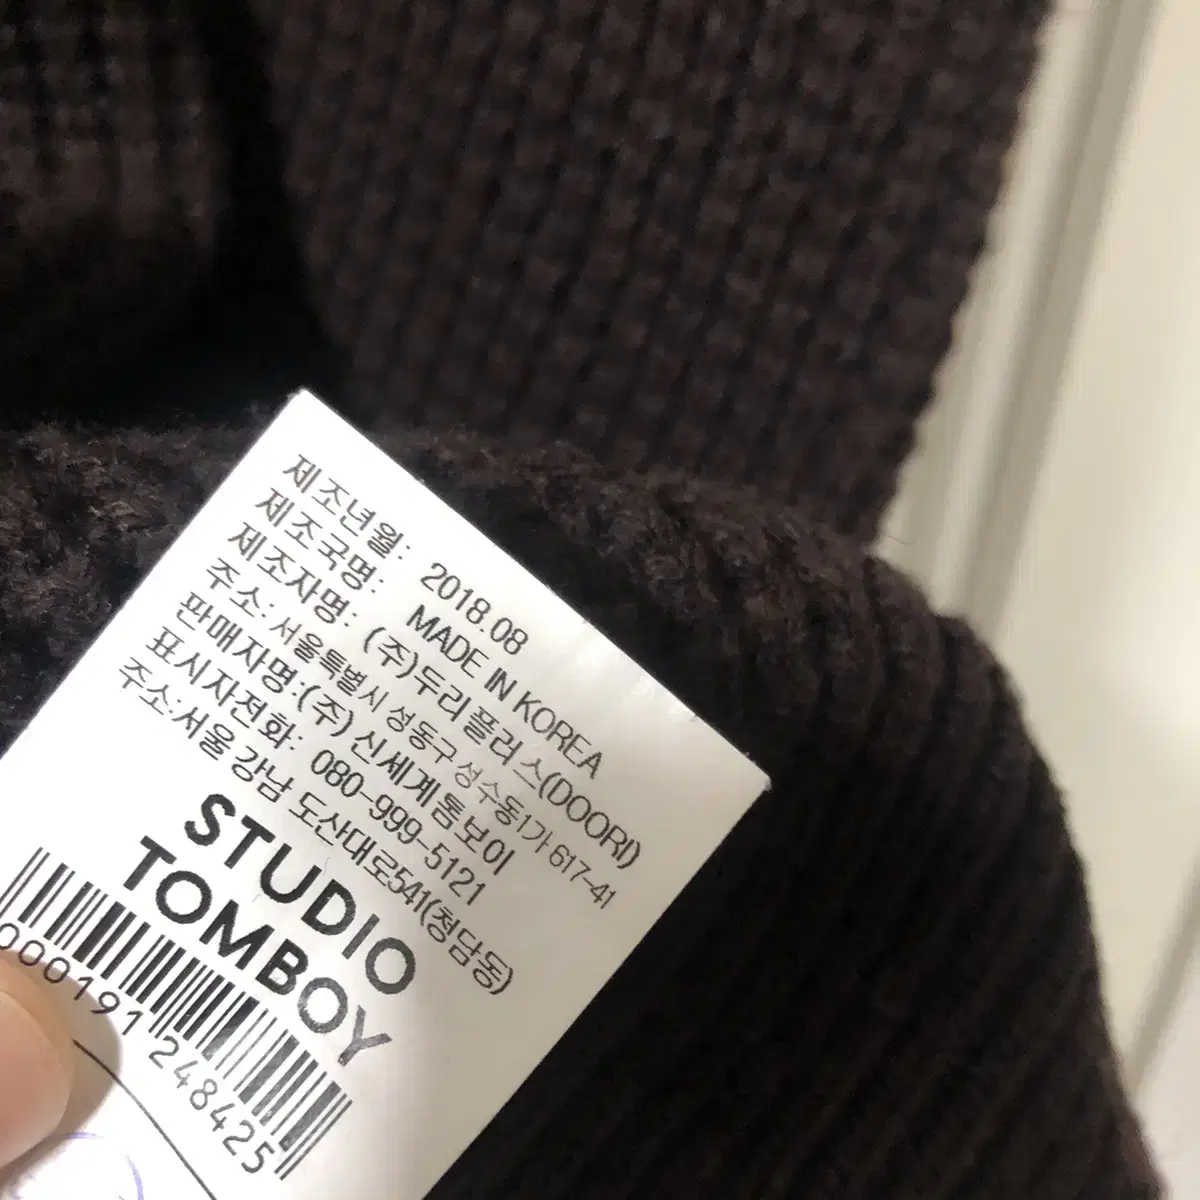 제조년월: 2018.08
제조국명: MADE IN KOREA
제조자명: (주)두리플러스(DOORI)
주소: 서울특별시 성동구 성수동1가 617-41
판매자명:(주)신세계톰보이
표시자전화: 080-999-5121
주소:서울 강남 도산대로541(청담동)
STUDIO
TOMBOY
000191 248425